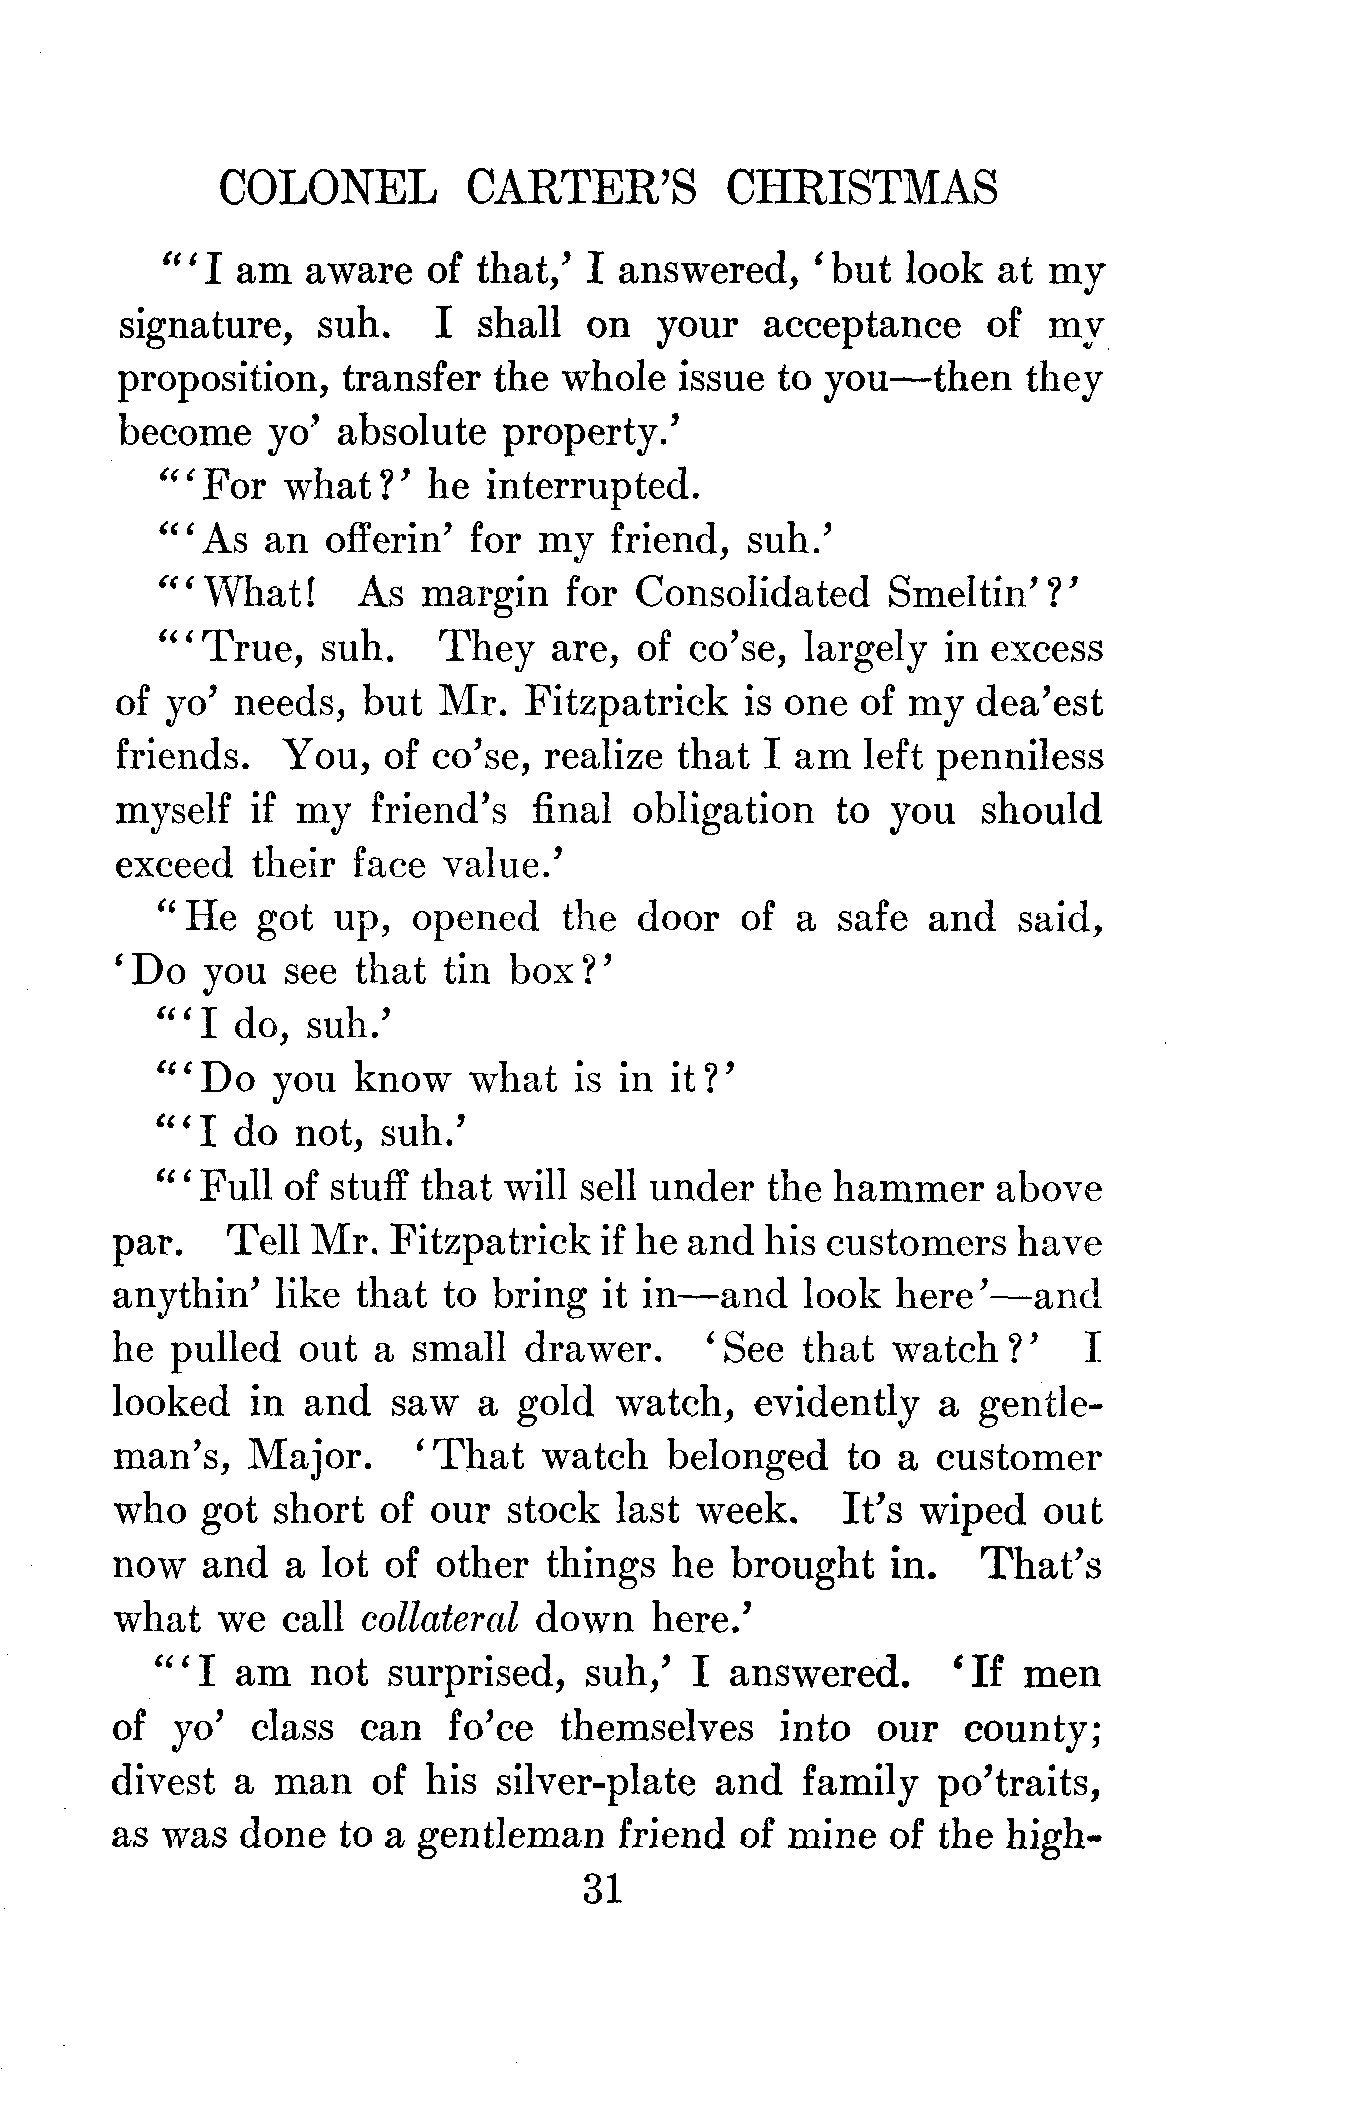 COLONEL CARTER'S CHRISTMAS
"'I am aware of that,' I answered, 'but look at my
signature, suh. I shall on your acceptance of my
proposition, transfer the whole issue to you—then they
become yo' absolute property.'
"'For what?' he interrupted.
"'As an offerin' for my friend, suh.'
"'What! As margin for Consolidated Smeltin'?'
"'True, suh. They are, of co'se, largely in excess
of yo' needs, but Mr. Fitzpatrick is one of my dea'est
friends. You, of co'se, realize that I am left penniless
myself if my friend's final obligation to you should
exceed their face value.'
"He got up, opened the door of a safe and said,
'Do you see that tin box?'
"'I do, suh.'
"'Do you know what is in it?'
"'I do not, suh.'
"'Full of stuff that will sell under the hammer above
par. Tell Mr. Fitzpatrick if he and his customers have
anythin' like that to bring it in—and look here'—and
he pulled out a small drawer. 'See that watch?' I
looked in and saw a gold watch, evidently a gentle-
man's, Major. 'That watch belonged to a customer
who got short of our stock last week. It's wiped out
now and a lot of other things he brought in. That's
what we call collateral down here.'
"'I am not surprised, suh,' I answered. 'If men
of yo' class can fo'ce themselves into our county;
divest a man of his silver-plate and family po'traits,
as was done to a gentleman friend of mine of the high-
31